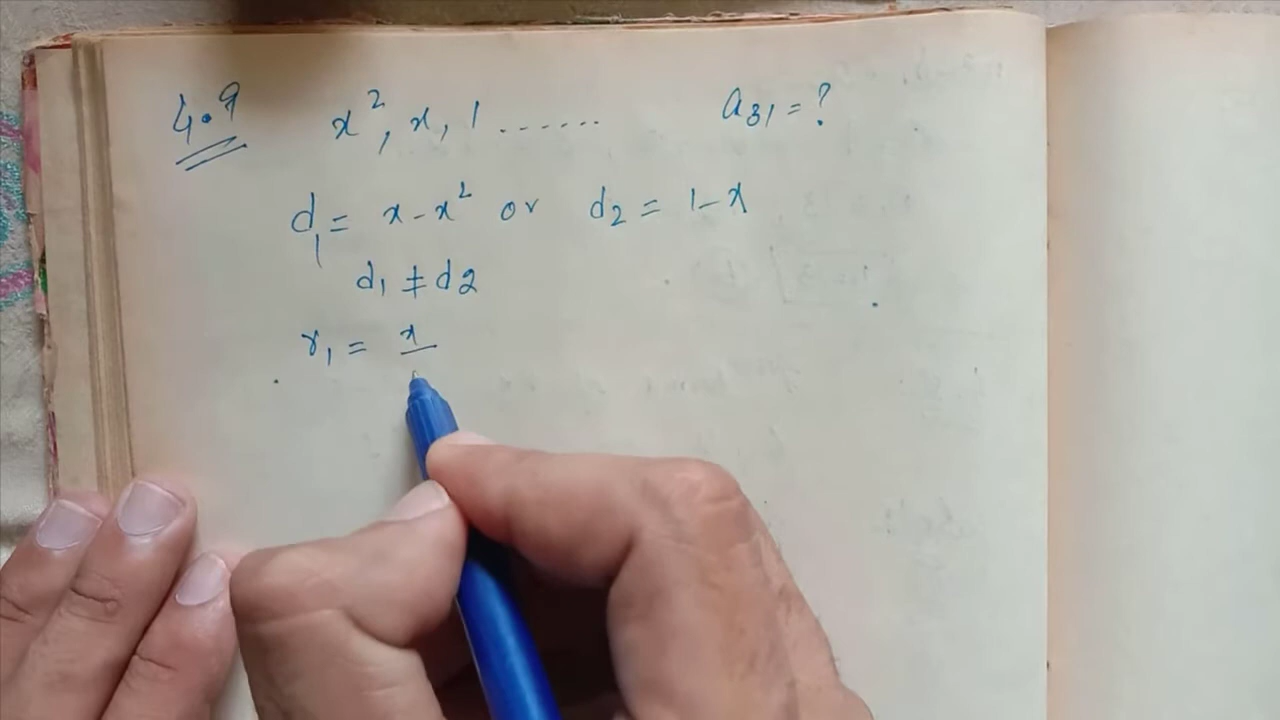 4.9 x², x, 1 ....... a₃₁ = ?
d₁ = x - x² or d₂ = 1 - x
d₁ ≠ d₂
r₁ = x/